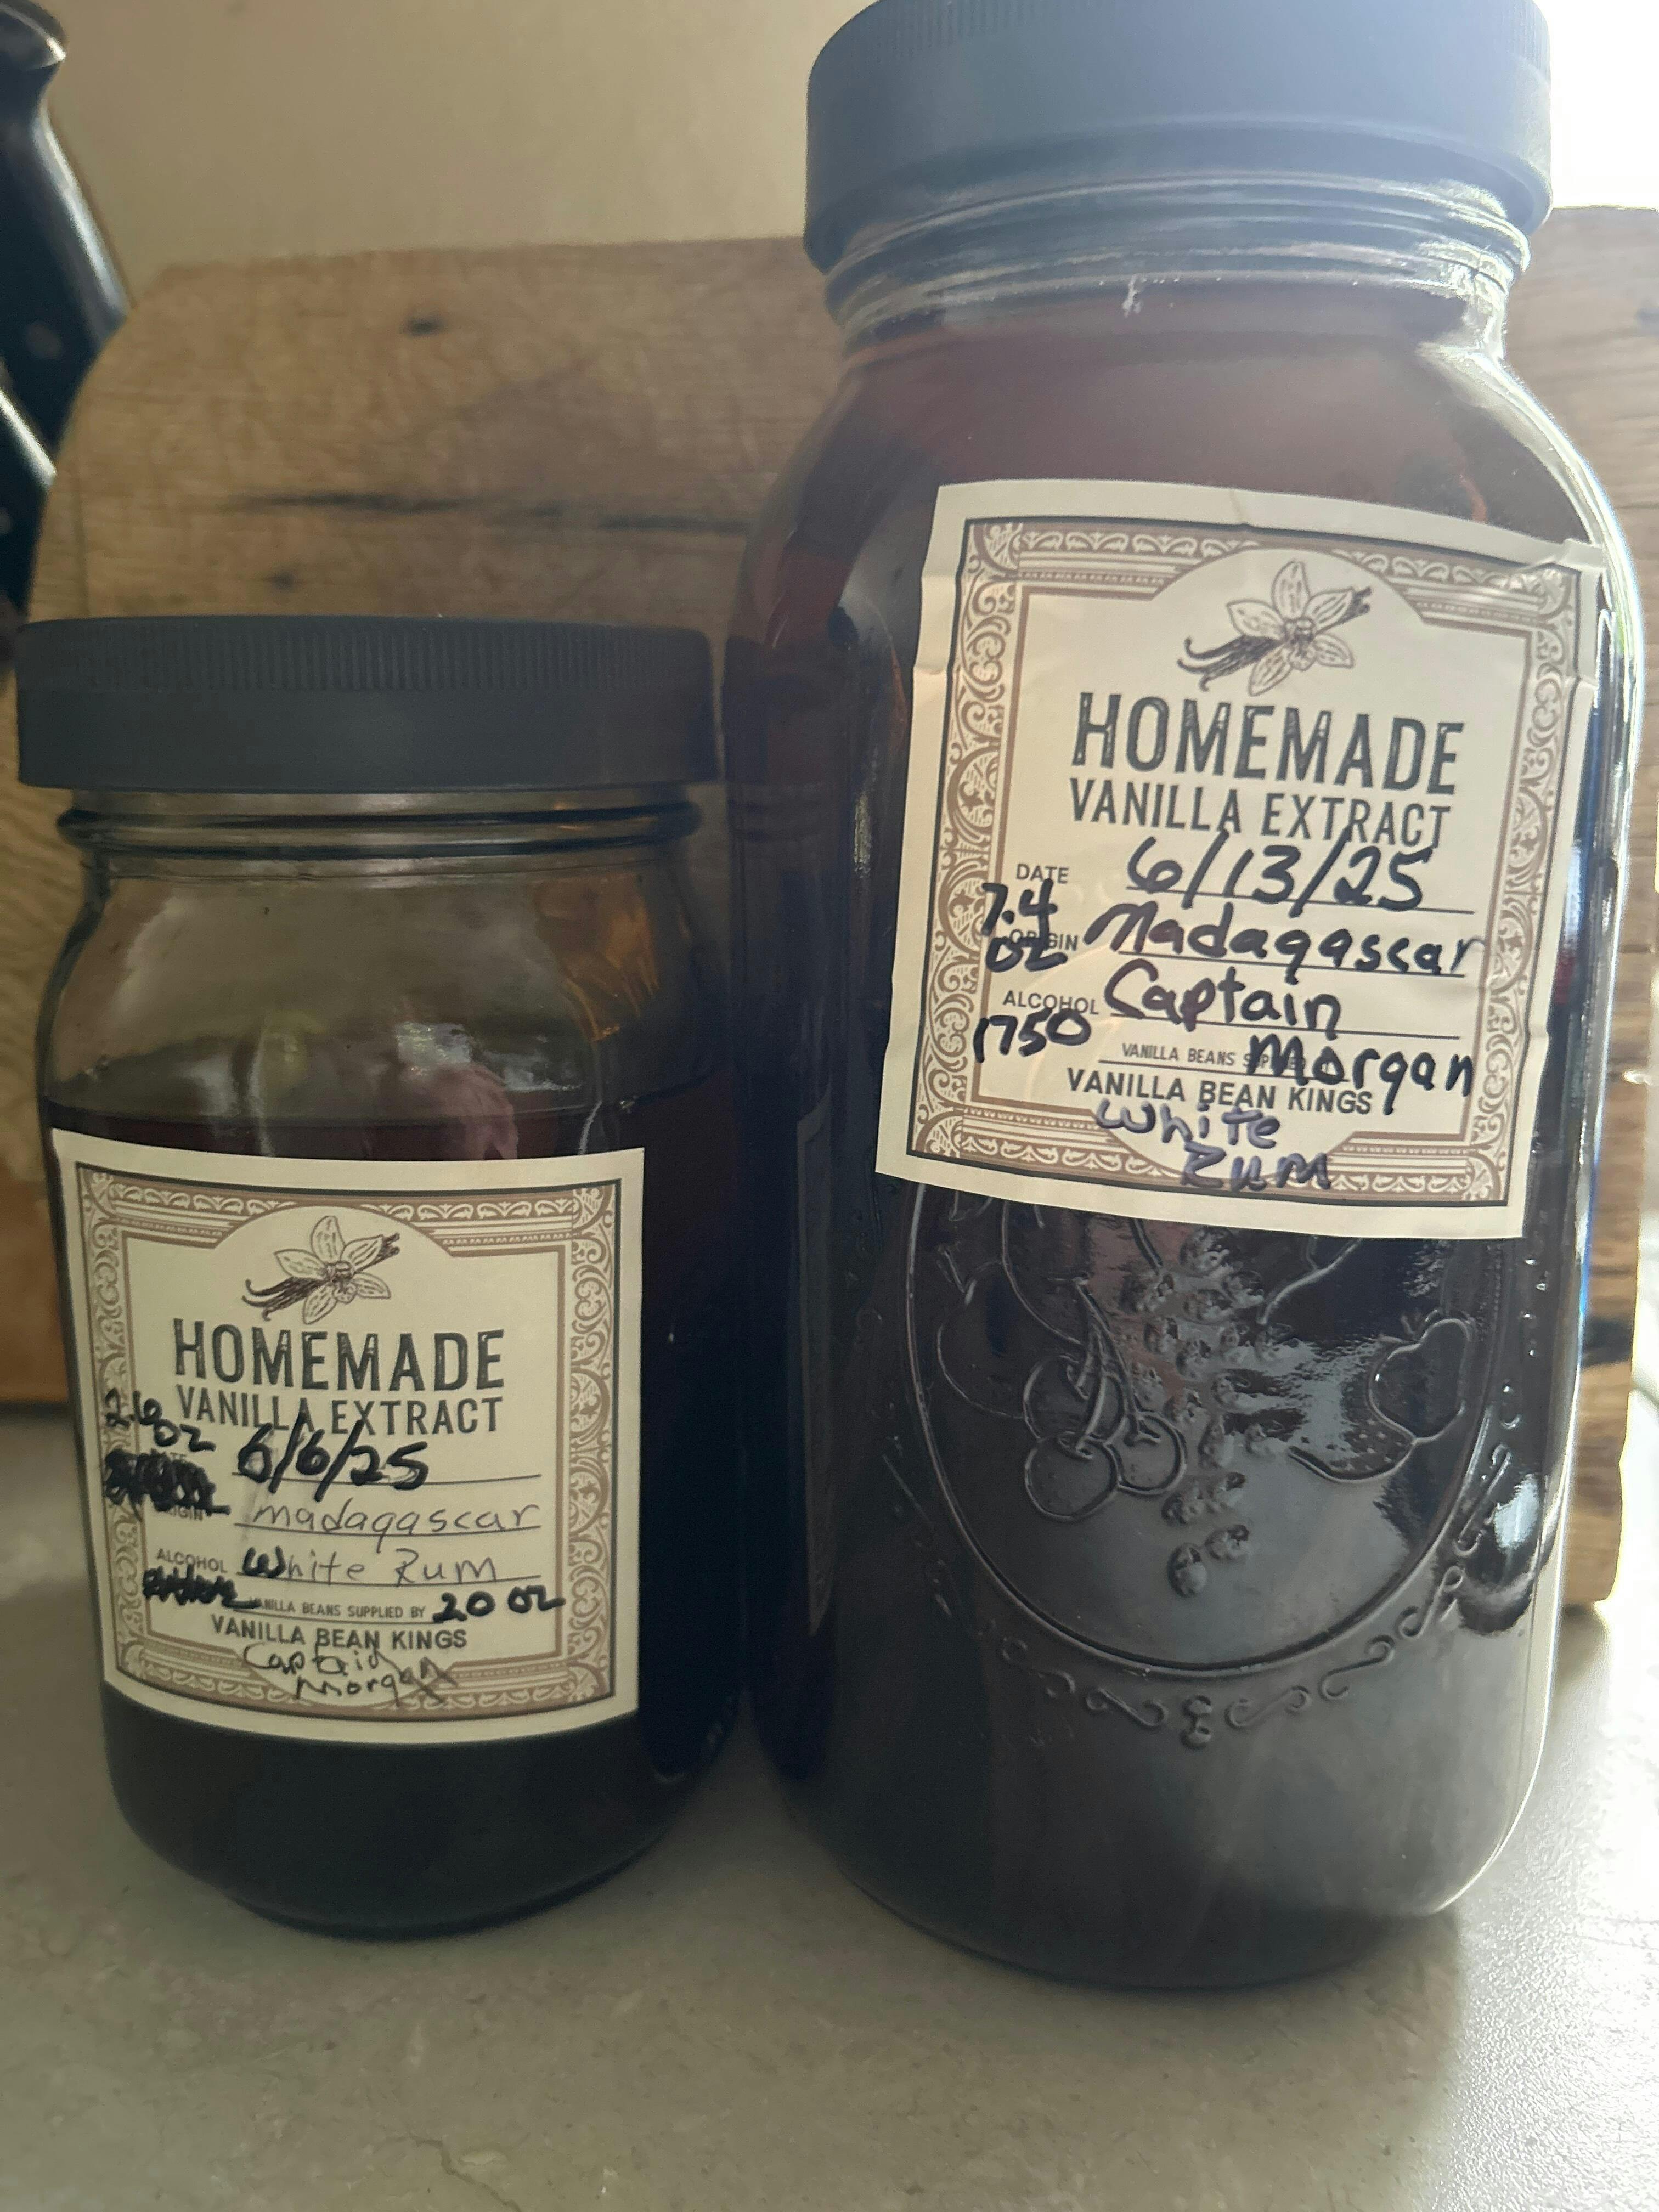 HOMEMADE
VANILLA EXTRACT
2.6 oz
6/6/25
ORIGIN madagascar
ALCOHOL White Rum
VANILLA BEANS SUPPLIED BY 20 oz
VANILLA BEAN KINGS
Captain
Morgan
HOMEMADE
VANILLA EXTRACT
DATE 6/13/25
7.4
oz
ORIGIN Madagascar
ALCOHOL Captain
1750
VANILLA BEANS Morgan
VANILLA BEAN KINGS
White
Rum